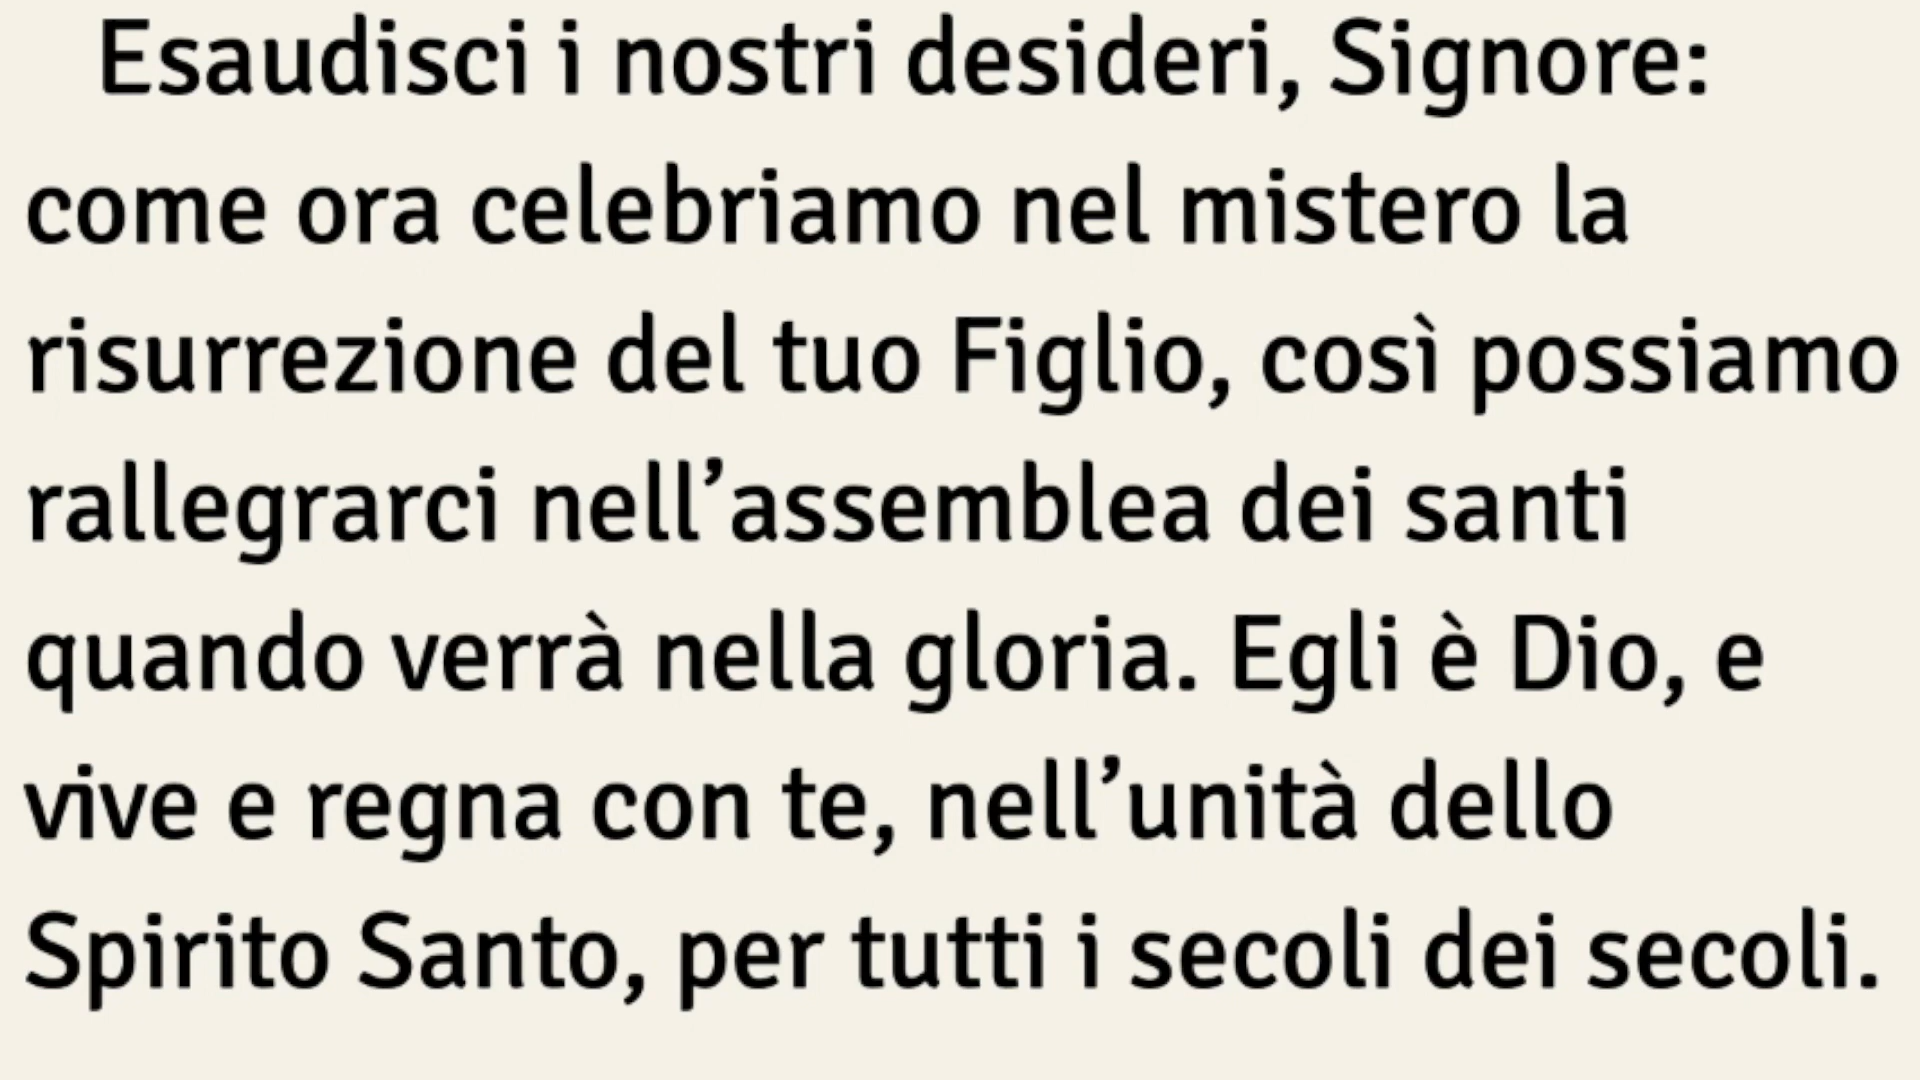 Esaudisci i nostri desideri, Signore:
come ora celebriamo nel mistero la
risurrezione del tuo Figlio, così possiamo
rallegrarci nell’assemblea dei santi
quando verrà nella gloria. Egli è Dio, e
vive e regna con te, nell’unità dello
Spirito Santo, per tutti i secoli dei secoli.